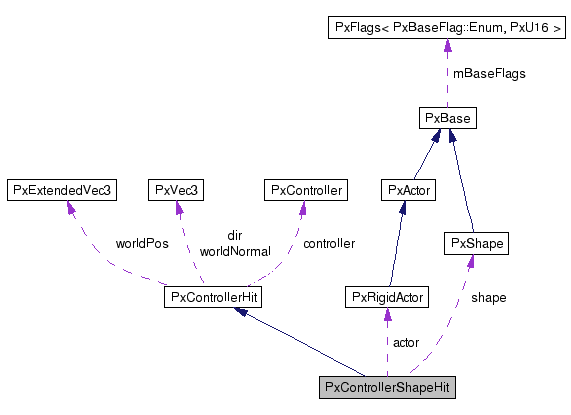 PxFlags< PxBaseFlag::Enum, PxU16 >
mBaseFlags
PxBase
PxExtendedVec3
PxVec3
PxController
PxActor
worldPos
dir
worldNormal
controller
PxShape
PxControllerHit
PxRigidActor
shape
actor
PxControllerShapeHit